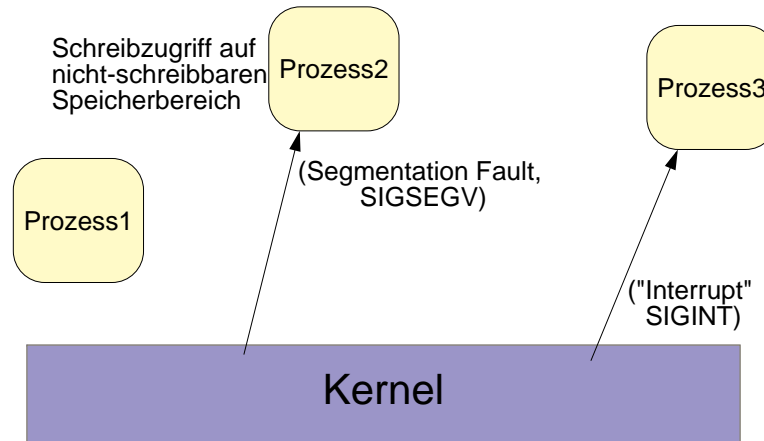 Schreibzugriff auf
nicht-schreibbaren
Speicherbereich
Prozess2
Prozess3
(Segmentation Fault,
SIGSEGV)
Prozess1
("Interrupt"
SIGINT)
Kernel